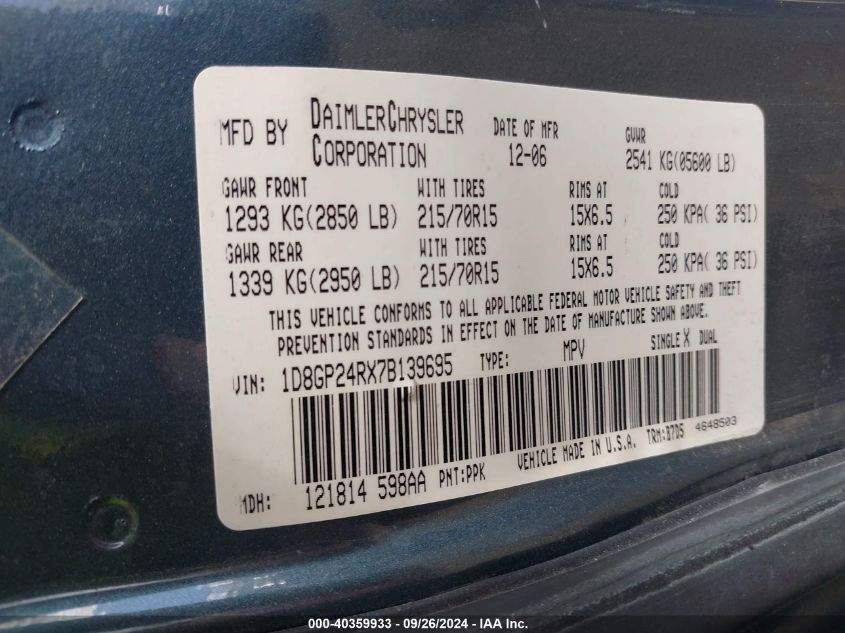 MFD BY DAIMLERCHRYSLER CORPORATION DATE OF MFR 12-06 GVWR 2541 KG(05600 LB)
GAWR FRONT WITH TIRES RIMS AT COLD
1293 KG(2850 LB) 215/70R15 15X6.5 250 KPA( 36 PSI)
GAWR REAR WITH TIRES RIMS AT COLD
1339 KG(2950 LB) 215/70R15 15X6.5 250 KPA( 36 PSI)
THIS VEHICLE CONFORMS TO ALL APPLICABLE FEDERAL MOTOR VEHICLE SAFETY AND THEFT
PREVENTION STANDARDS IN EFFECT ON THE DATE OF MANUFACTURE SHOWN ABOVE.
VIN: 1D8GP24RX7B139695 TYPE: MPV SINGLE X DUAL
MDH: 121814 598AA PNT:PPK VEHICLE MADE IN U.S.A. TRM:B7D5 4648503
000-40359933 - 09/26/2024 - www.iaai.com